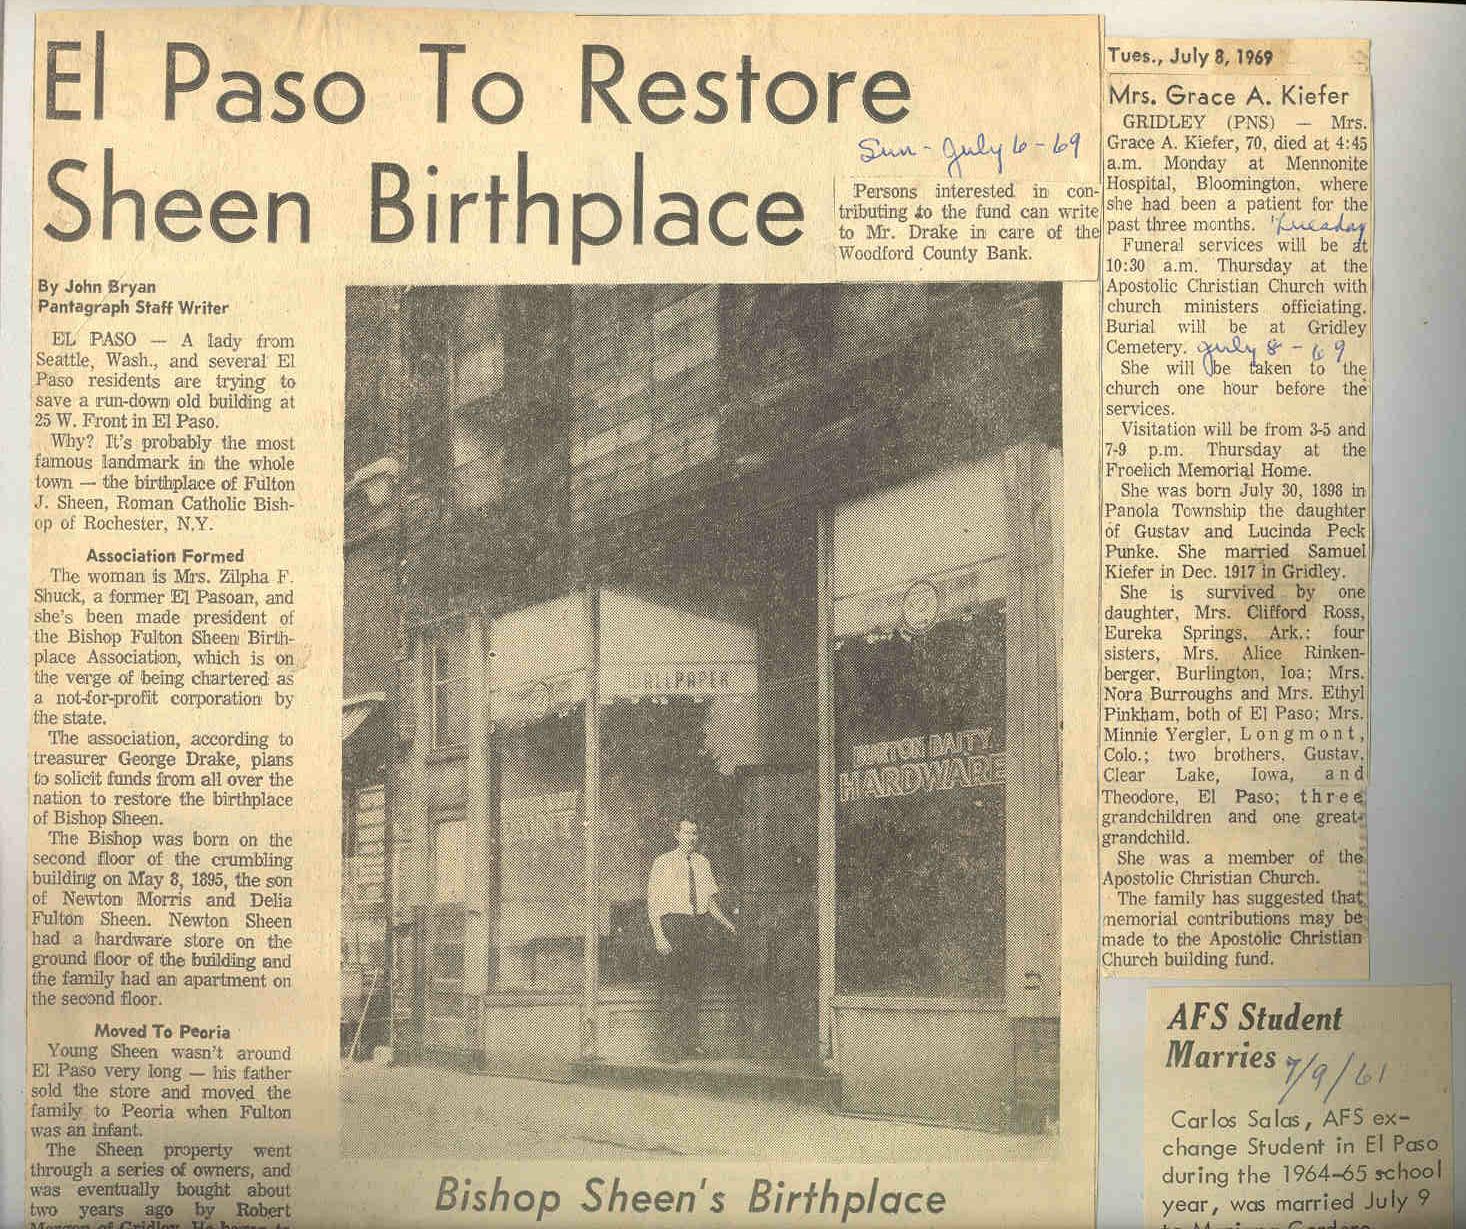 El Paso To Restore
Sheen Birthplace
Sun - July 6 - 69
Persons interested in con-
tributing to the fund can write
to Mr. Drake in care of the
Woodford County Bank.
By John Bryan
Pantagraph Staff Writer
EL PASO — A lady from
Seattle, Wash., and several El
Paso residents are trying to
save a run-down old building at
25 W. Front in El Paso.
Why? It's probably the most
famous landmark in the whole
town — the birthplace of Fulton
J. Sheen, Roman Catholic Bish-
op of Rochester, N.Y.
Association Formed
The woman is Mrs. Zilpha F.
Shuck, a former El Pasoan, and
she's been made president of
the Bishop Fulton Sheen Birth-
place Association, which is on
the verge of being chartered as
a not-for-profit corporation by
the state.
The association, according to
treasurer George Drake, plans
to solicit funds from all over the
nation to restore the birthplace
of Bishop Sheen.
The Bishop was born on the
second floor of the crumbling
building on May 8, 1895, the son
of Newton Morris and Delia
Fulton Sheen. Newton Sheen
had a hardware store on the
ground floor of the building and
the family had an apartment on
the second floor.
Moved To Peoria
Young Sheen wasn't around
El Paso very long — his father
sold the store and moved the
family to Peoria when Fulton
was an infant.
The Sheen property went
through a series of owners, and
was eventually bought about
two years ago by Robert
of Gridley. He
WALLPAPER
HARDWARE
Bishop Sheen's Birthplace
Tues., July 8, 1969
Mrs. Grace A. Kiefer
GRIDLEY (PNS) — Mrs.
Grace A. Kiefer, 70, died at 4:45
a.m. Monday at Mennonite
Hospital, Bloomington, where
she had been a patient for the
past three months. Tuesday
Funeral services will be at
10:30 a.m. Thursday at the
Apostolic Christian Church with
church ministers officiating.
Burial will be at Gridley
Cemetery. July 8 - 69
She will be taken to the
church one hour before the
services.
Visitation will be from 3-5 and
7-9 p.m. Thursday at the
Froelich Memorial Home.
She was born July 30, 1898 in
Panola Township the daughter
of Gustav and Lucinda Peck
Punke. She married Samuel
Kiefer in Dec. 1917 in Gridley.
She is survived by one
daughter, Mrs. Clifford Ross,
Eureka Springs, Ark.; four
sisters, Mrs. Alice Rinken-
berger, Burlington, Ioa; Mrs.
Nora Burroughs and Mrs. Ethyl
Pinkham, both of El Paso; Mrs.
Minnie Yergler, Longmont,
Colo.; two brothers, Gustav,
Clear Lake, Iowa, and
Theodore, El Paso; three
grandchildren and one great-
grandchild.
She was a member of the
Apostolic Christian Church.
The family has suggested that
memorial contributions may be
made to the Apostolic Christian
Church building fund.
AFS Student
Marries 7/9/61
Carlos Salas, AFS ex-
change Student in El Paso
during the 1964-65 school
year, was married July 9